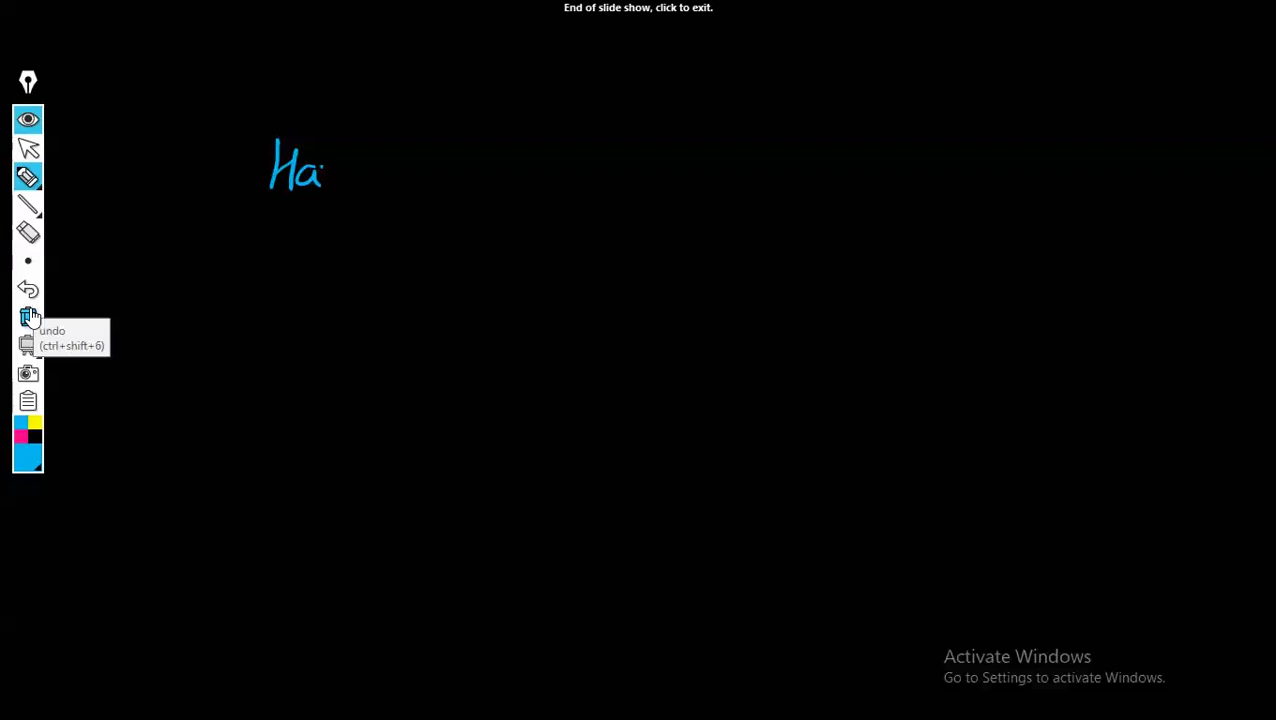 End of slide show, click to exit.
Ha
undo
(ctrl+shift+6)
Activate Windows
Go to Settings to activate Windows.